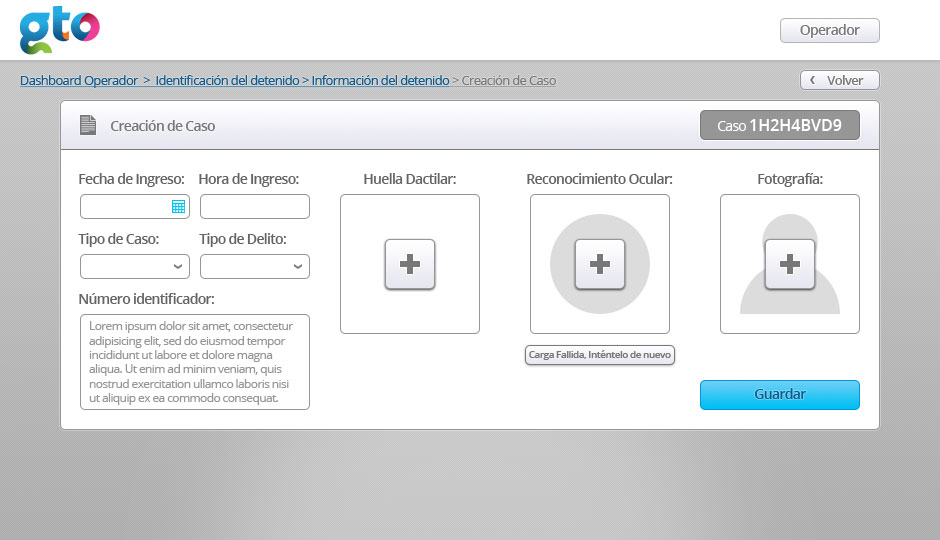 gto
Operador
Dashboard Operador > Identificación del detenido > Información del detenido > Creación de Caso
Volver
Creación de Caso
Caso 1H2H4BVD9
Fecha de Ingreso:
Hora de Ingreso:
Huella Dactilar:
Reconocimiento Ocular:
Fotografía:
Tipo de Caso:
Tipo de Delito:
Número identificador:
Lorem ipsum dolor sit amet, consectetur
adipisicing elit, sed do eiusmod tempor
incididunt ut labore et dolore magna
aliqua. Ut enim ad minim veniam, quis
nostrud exercitation ullamco laboris nisi
ut aliquip ex ea commodo consequat.
Carga Fallida, Inténtelo de nuevo
Guardar